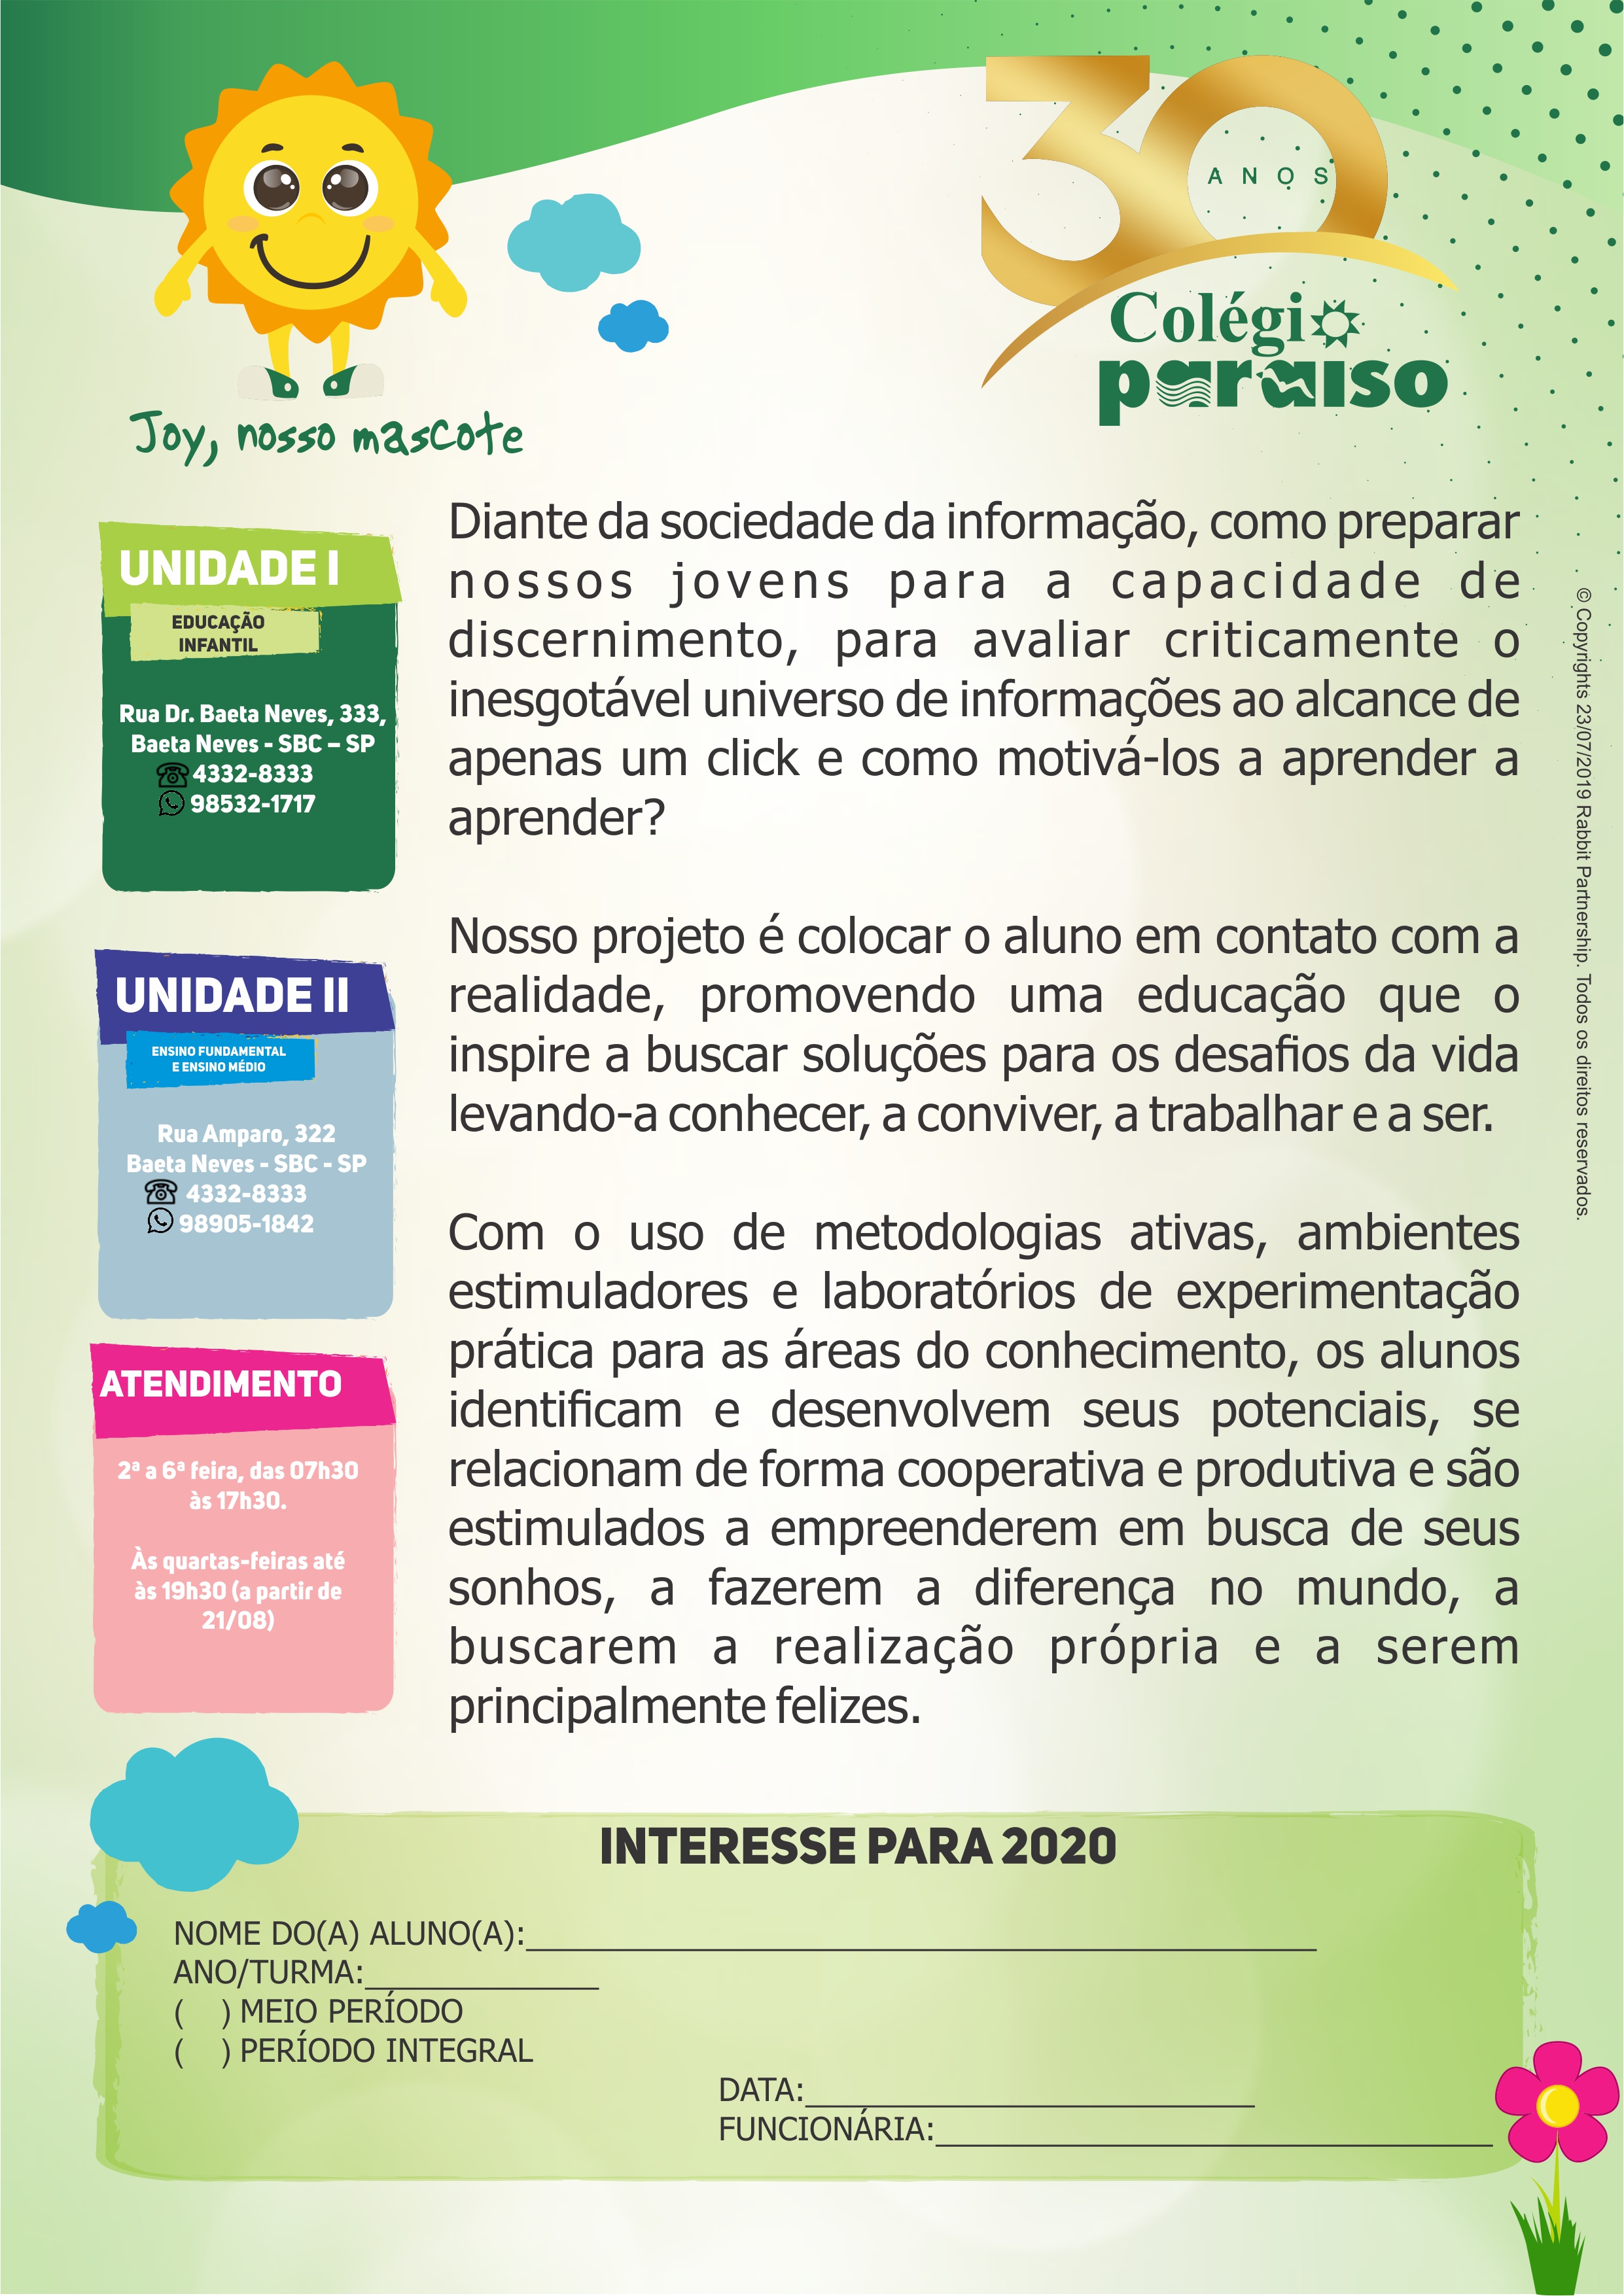 30
ANOS
Colégio
paraiso
Joy, nosso mascote
UNIDADE I
EDUCAÇÃO
INFANTIL
Rua Dr. Baeta Neves, 333,
Baeta Neves - SBC – SP
4332-8333
98532-1717
UNIDADE II
ENSINO FUNDAMENTAL
E ENSINO MÉDIO
Rua Amparo, 322
Baeta Neves - SBC - SP
4332-8333
98905-1842
ATENDIMENTO
2ª a 6ª feira, das 07h30
às 17h30.
Às quartas-feiras até
às 19h30 (a partir de
21/08)
Diante da sociedade da informação, como preparar
nossos jovens para a capacidade de
discernimento, para avaliar criticamente o
inesgotável universo de informações ao alcance de
apenas um click e como motivá-los a aprender a
aprender?
Nosso projeto é colocar o aluno em contato com a
realidade, promovendo uma educação que o
inspire a buscar soluções para os desafios da vida
levando-a conhecer, a conviver, a trabalhar e a ser.
Com o uso de metodologias ativas, ambientes
estimuladores e laboratórios de experimentação
prática para as áreas do conhecimento, os alunos
identificam e desenvolvem seus potenciais, se
relacionam de forma cooperativa e produtiva e são
estimulados a empreenderem em busca de seus
sonhos, a fazerem a diferença no mundo, a
buscarem a realização própria e a serem
principalmente felizes.
© Copyrights 23/07/2019 Rabbit Partnership. Todos os direitos reservados.
INTERESSE PARA 2020
NOME DO(A) ALUNO(A):
ANO/TURMA:
( ) MEIO PERÍODO
( ) PERÍODO INTEGRAL
DATA:
FUNCIONÁRIA: